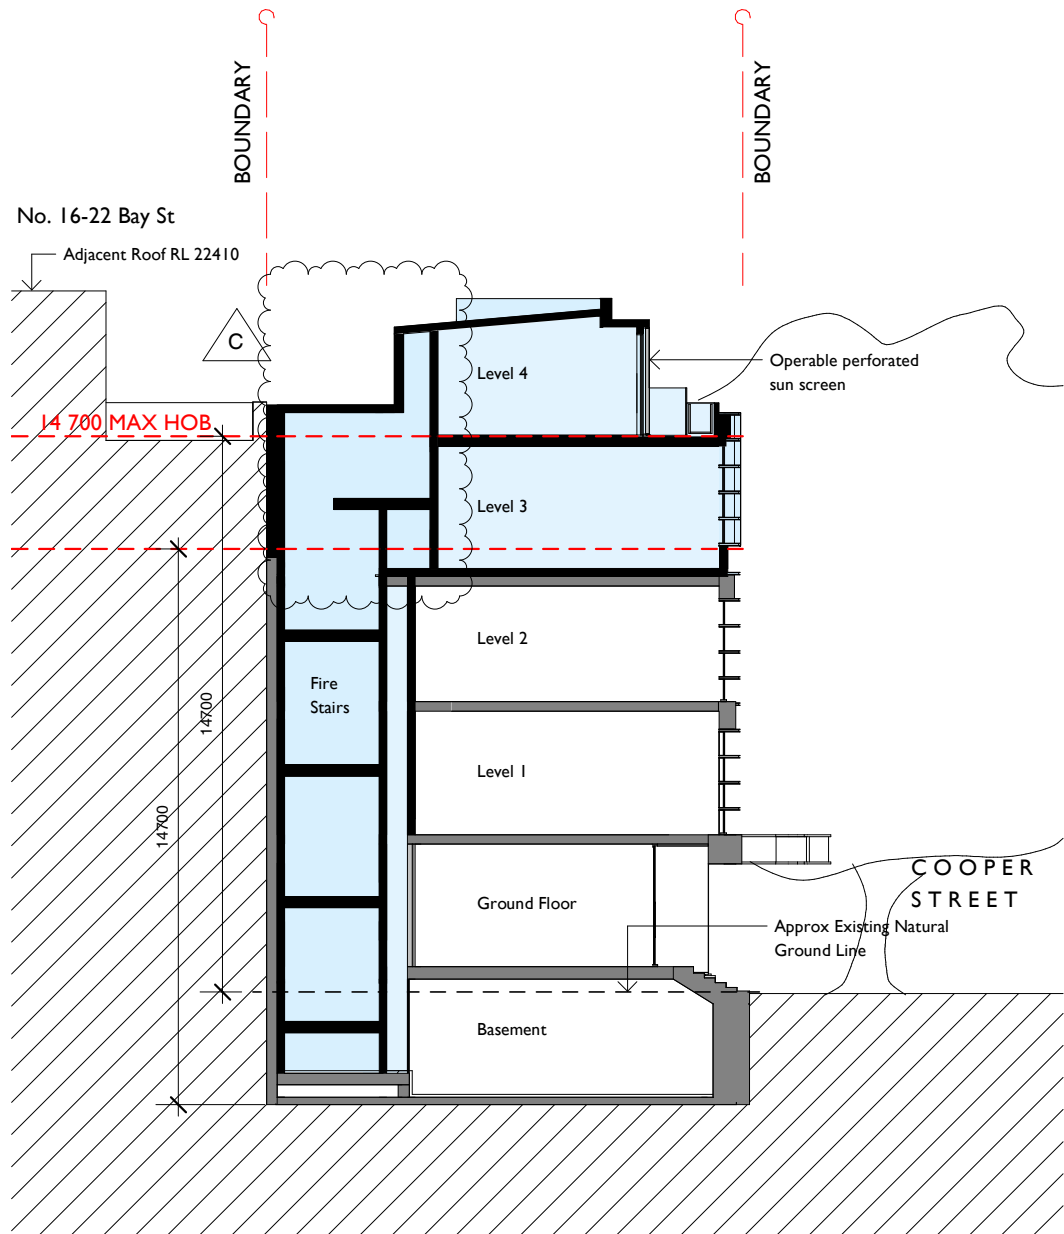 BOUNDARY
BOUNDARY
No. 16-22 Bay St
Adjacent Roof RL 22410
C
Level 4
Operable perforated
sun screen
14 700 MAX HOB
Level 3
Level 2
Fire
Stairs
14700
Level 1
14700
COOPER
STREET
Ground Floor
Approx Existing Natural
Ground Line
Basement